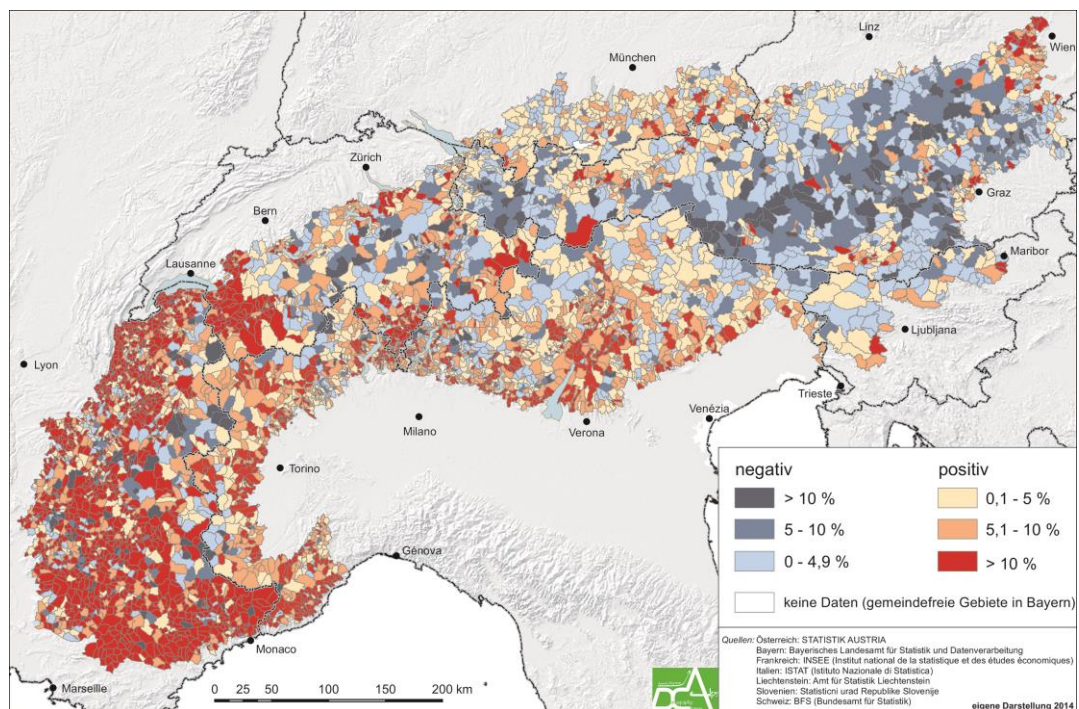 Linz
Wien
München
Zürich
Bern
Graz
Lausanne
Maribor
Ljubljana
Lyon
Trieste
Venézia
Milano
Verona
Torino
Génova
Monaco
Marseille
negativ
positiv
> 10 %
0,1 - 5 %
5 - 10 %
5,1 - 10 %
0 - 4,9 %
> 10 %
keine Daten (gemeindefreie Gebiete in Bayern)
Quellen: Österreich: STATISTIK AUSTRIA
Bayern: Bayerisches Landesamt für Statistik und Datenverarbeitung
Frankreich: INSEE (Institut national de la statistique et des études économiques)
Italien: ISTAT (Istituto Nazionale di Statistica)
Liechtenstein: Amt für Statistik Liechtenstein
Slovenien: Statisticni urad Republike Slovenije
Schweiz: BFS (Bundesamt für Statistik)
eigene Darstellung 2014
0 25 50 100 150 200 km